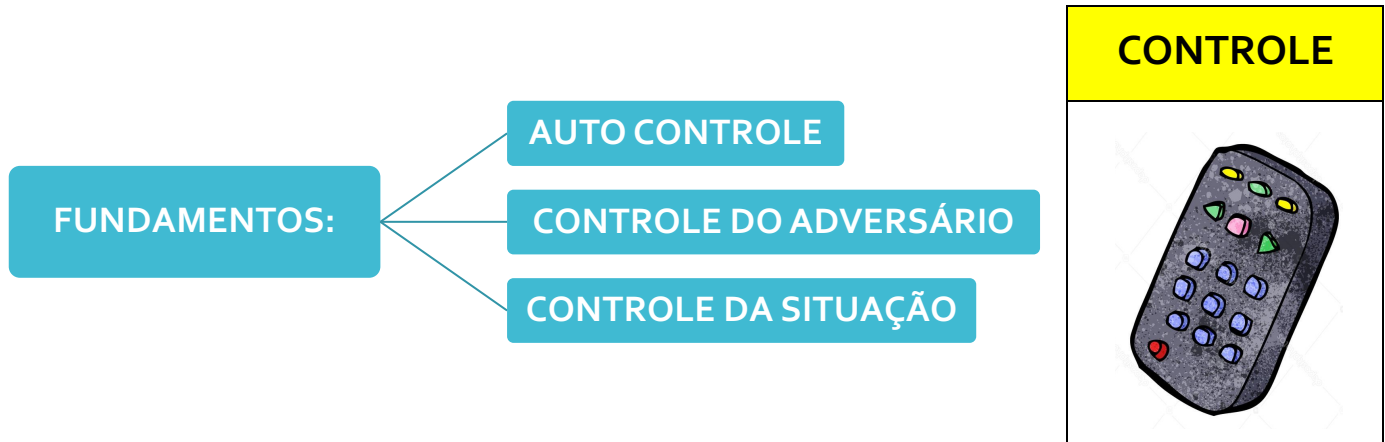 FUNDAMENTOS:
AUTO CONTROLE
CONTROLE DO ADVERSÁRIO
CONTROLE DA SITUAÇÃO
CONTROLE